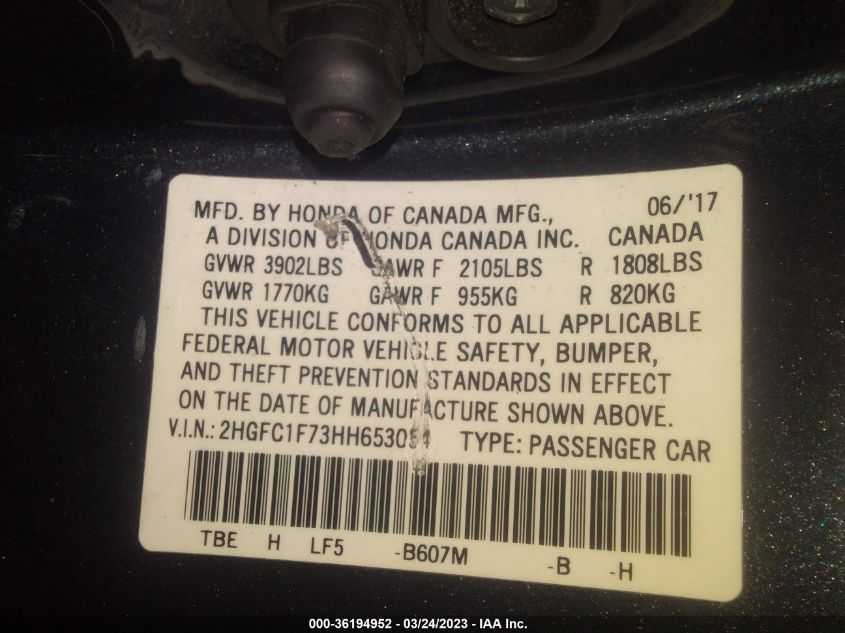 MFD. BY HONDA OF CANADA MFG., 06/'17
A DIVISION OF HONDA CANADA INC. CANADA
GVWR 3902LBS GAWR F 2105LBS R 1808LBS
GVWR 1770KG GAWR F 955KG R 820KG
THIS VEHICLE CONFORMS TO ALL APPLICABLE
FEDERAL MOTOR VEHICLE SAFETY, BUMPER,
AND THEFT PREVENTION STANDARDS IN EFFECT
ON THE DATE OF MANUFACTURE SHOWN ABOVE.
V.I.N.: 2HGFC1F73HH653054 TYPE: PASSENGER CAR
TBE H LF5 -B607M -B -H
000-36194952 - 03/24/2023 - IAA Inc.